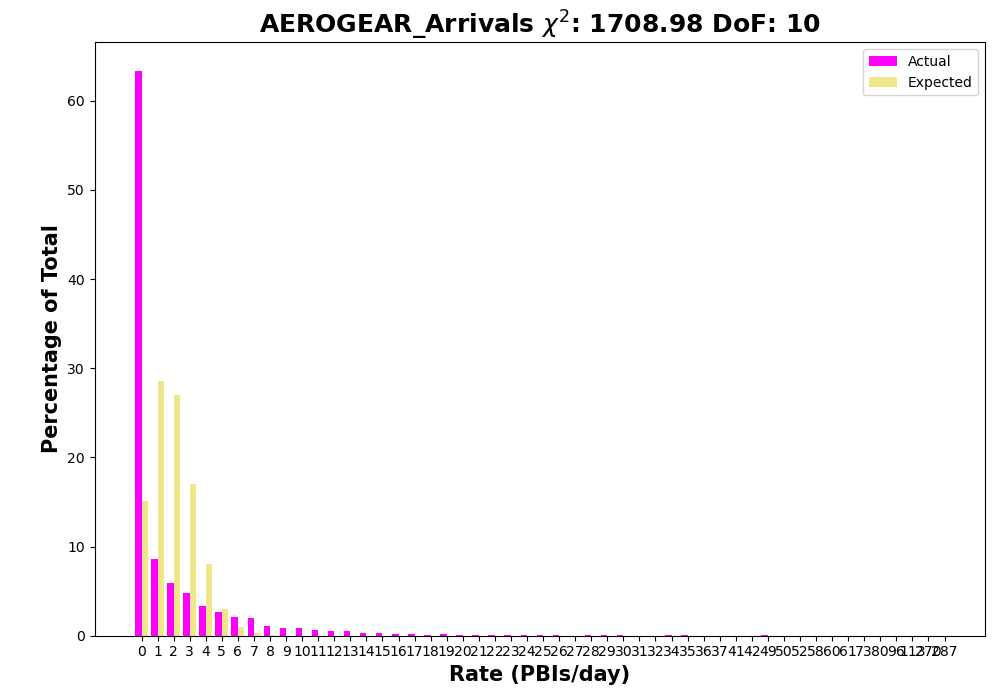 AEROGEAR_Arrivals χ²: 1708.98 DoF: 10
Actual
Expected
60
50
40
30
20
10
0
Percentage of Total
0 1 2 3 4 5 6 7 8 9 10 11 12 13 14 15 16 17 18 19 20 21 22 23 24 25 26 27 28 29 30 31 32 34 35 36 37 41 42 49 50 52 58 60 61 73 80 96
Rate (PBIs/day)